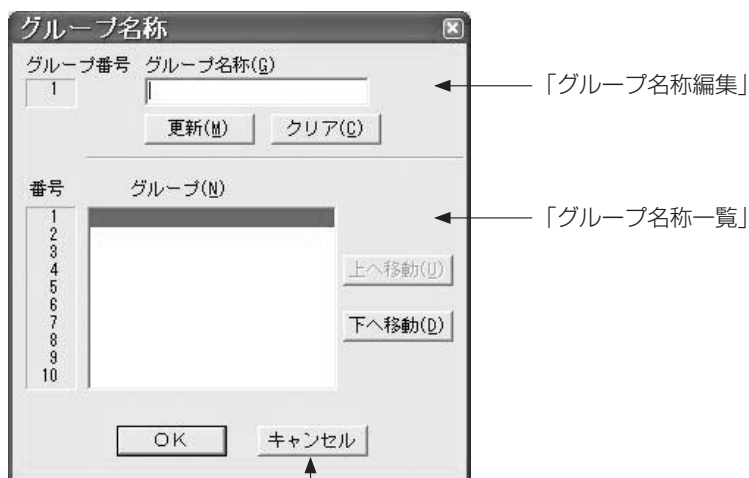 グループ名称
グループ番号 グループ名称(G)
1
「グループ名称編集」
更新(M) クリア(C)
番号 グループ(N)
「グループ名称一覧」
1
2
3
4
5
6
7
8
9
10
上へ移動(U)
下へ移動(D)
OK キャンセル